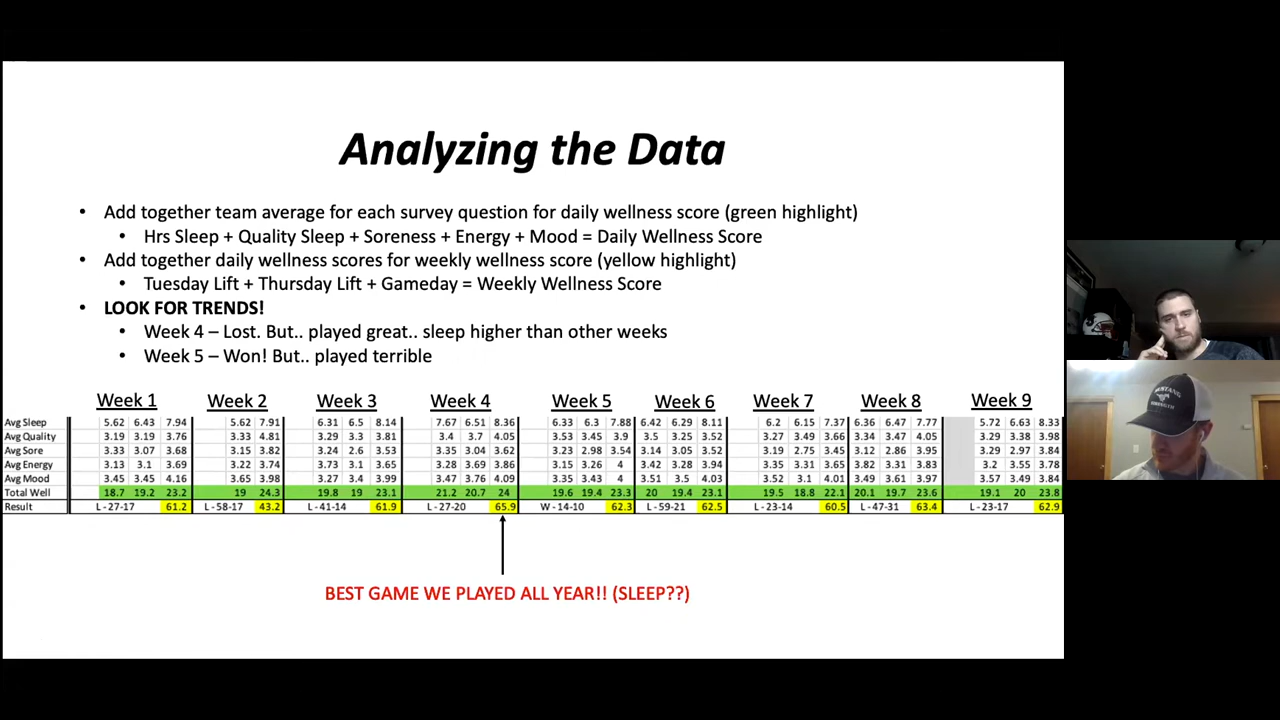 Analyzing the Data
• Add together team average for each survey question for daily wellness score (green highlight)
• Hrs Sleep + Quality Sleep + Soreness + Energy + Mood = Daily Wellness Score
• Add together daily wellness scores for weekly wellness score (yellow highlight)
• Tuesday Lift + Thursday Lift + Gameday = Weekly Wellness Score
• LOOK FOR TRENDS!
• Week 4 – Lost. But.. played great.. sleep higher than other weeks
• Week 5 – Won! But.. played terrible
Week 1 Week 2 Week 3 Week 4 Week 5 Week 6 Week 7 Week 8 Week 9
Avg Sleep 5.62 6.43 7.94 5.62 7.91 6.31 6.5 8.14 7.67 6.51 8.36 6.33 6.3 7.88 6.42 6.29 8.11 6.2 6.15 7.37 6.36 6.47 7.77 5.72 6.63 8.33
Avg Quality 3.19 3.19 3.76 3.33 4.81 3.29 3.3 3.81 3.4 3.7 4.05 3.53 3.45 3.9 3.5 3.25 3.52 3.27 3.49 3.66 3.34 3.47 4.05 3.29 3.38 3.98
Avg Sore 3.33 3.07 3.68 3.15 3.82 3.24 2.6 3.53 3.35 3.04 3.62 3.23 2.98 3.54 3.14 3.05 3.52 3.19 2.75 3.45 3.12 2.86 3.95 3.29 2.97 3.84
Avg Energy 3.13 3.1 3.69 3.22 3.74 3.73 3.1 3.65 3.28 3.69 3.86 3.15 3.26 4 3.42 3.28 3.94 3.35 3.31 3.65 3.82 3.31 3.83 3.2 3.55 3.78
Avg Mood 3.45 3.45 4.16 3.65 3.98 3.27 3.4 3.99 3.47 3.76 4.09 3.35 3.43 4 3.51 3.5 4.03 3.52 3.1 4.01 3.49 3.61 3.97 3.57 3.49 3.84
Total Well 18.7 19.2 23.2 19 24.3 19.8 19 23.1 21.2 20.7 24 19.6 19.4 23.3 20 19.4 23.1 19.5 18.8 22.1 20.1 19.7 23.6 19.1 20 23.8
Result L - 27-17 61.2 L - 58-17 43.2 L - 41-14 61.9 L - 27-20 65.9 W - 14-10 62.3 L - 59-21 62.5 L - 23-14 60.5 L - 47-31 63.4 L - 23-17 62.9
BEST GAME WE PLAYED ALL YEAR!! (SLEEP??)
MUSTANG